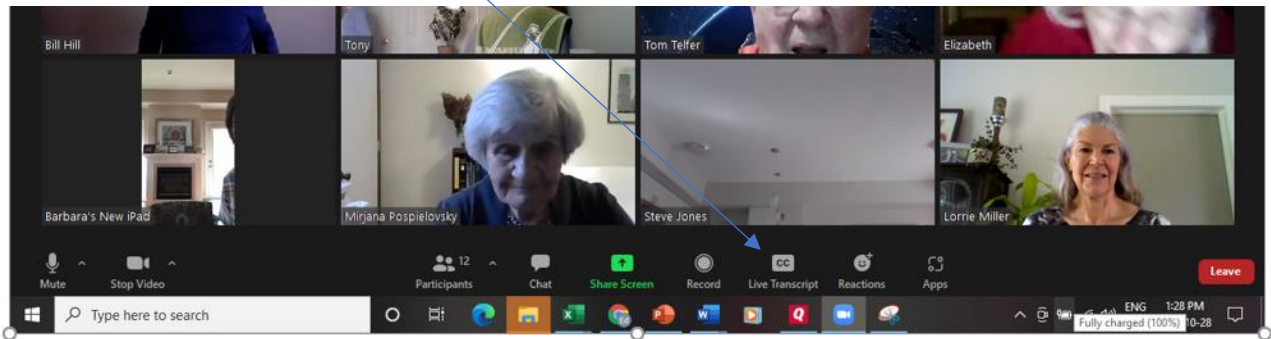 Bill Hill
Tony
Tom Telfer
Elizabeth
Barbara's New iPad
Mirjana Pospielovsky
Steve Jones
Lorrie Miller
CC
12
Mute
Stop Video
Participants
Chat
Share Screen
Record
Live Transcript
Reactions
Apps
Leave
Type here to search
ENG
1:28 PM
Fully charged (100%)
10-28